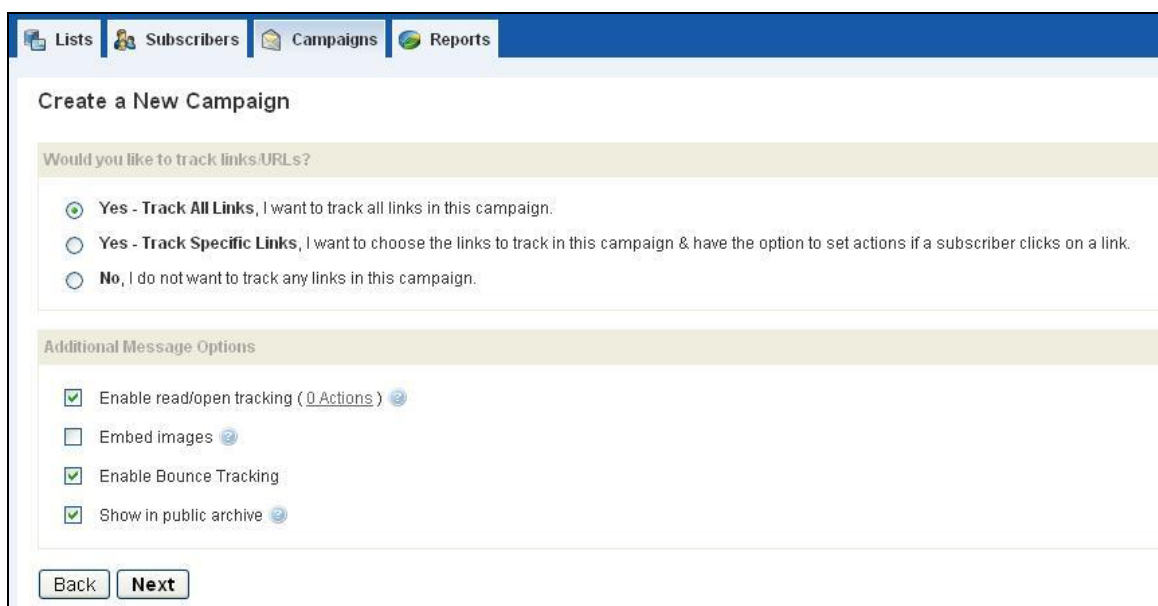 Lists Subscribers Campaigns Reports
Create a New Campaign
Would you like to track links/URLs?
Yes - Track All Links, I want to track all links in this campaign.
Yes - Track Specific Links, I want to choose the links to track in this campaign & have the option to set actions if a subscriber clicks on a link.
No, I do not want to track any links in this campaign.
Additional Message Options
Enable read/open tracking ( 0 Actions ) ?
Embed images ?
Enable Bounce Tracking
Show in public archive ?
Back Next